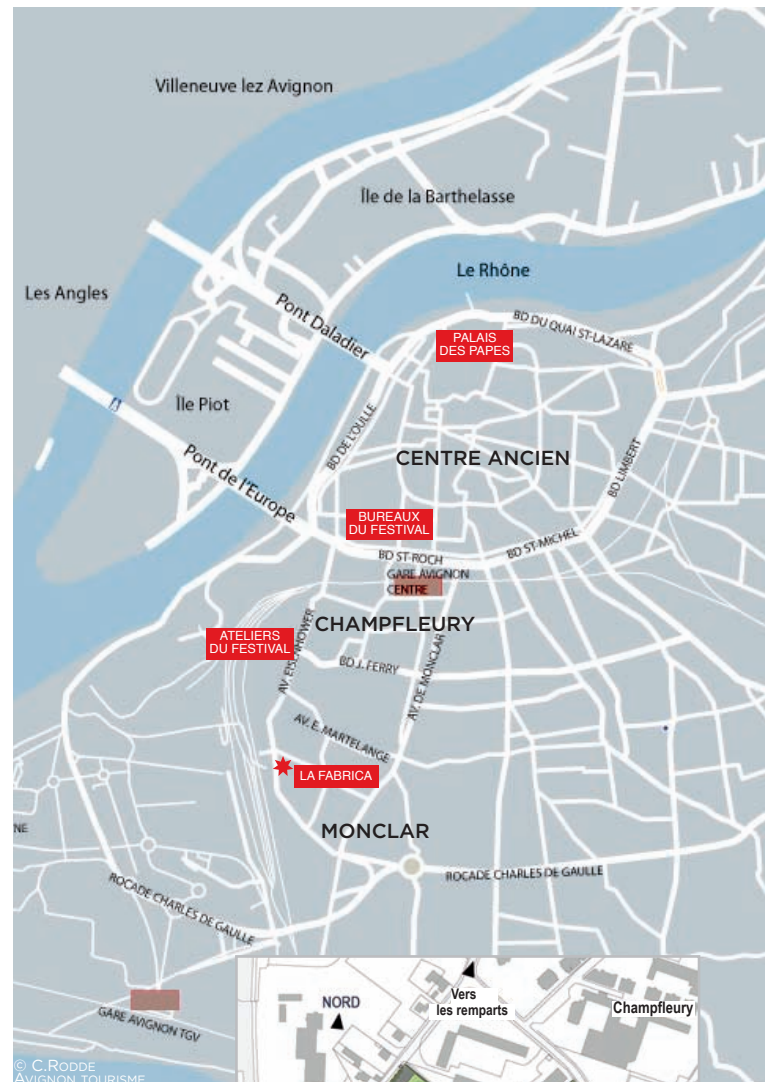 Villeneuve lez Avignon
Île de la Barthelasse
Le Rhône
Les Angles
Pont Daladier
BD DU QUAI ST-LAZARE
PALAIS
DES PAPES
Île Piot
BD DE L'OULLE
CENTRE ANCIEN
BD LIMBERT
Pont de l'Europe
BUREAUX
DU FESTIVAL
BD ST-ROCH
BD ST-MICHEL
GARE AVIGNON
CENTRE
CHAMPFLEURY
ATELIERS
DU FESTIVAL
AV. EISENHOWER
BD J. FERRY
AV. DE MONCLAR
AV. E. MARTELANGE
LA FABRICA
MONCLAR
NE
ROCADE CHARLES DE GAULLE
ROCADE CHARLES DE GAULLE
GARE AVIGNON TGV
NORD
Vers
les remparts
Champfleury
© C.RODDE
AVIGNON TOURISME